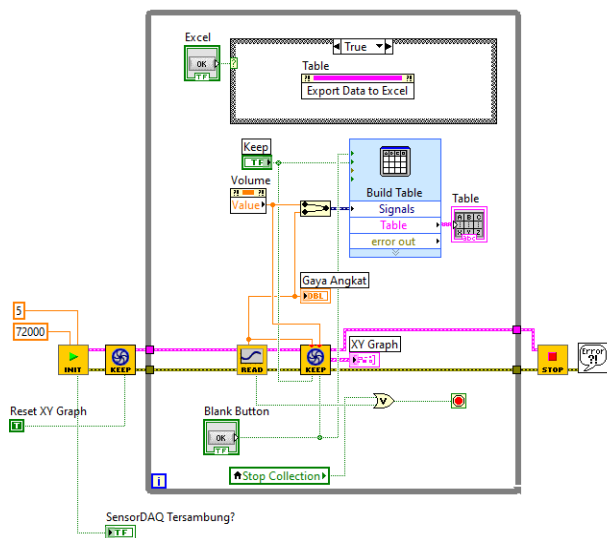 Excel
OK
TF
?
True
Table
Export Data to Excel
Keep
TF
Volume
Value
Build Table
Signals
Table
error out
Table
Gaya Angkat
DBL
5
72000
XY Graph
INIT
KEEP
READ
KEEP
STOP
Error
?!
Reset XY Graph
T
Blank Button
OK
TF
V
Stop Collection
i
SensorDAQ Tersambung?
TF